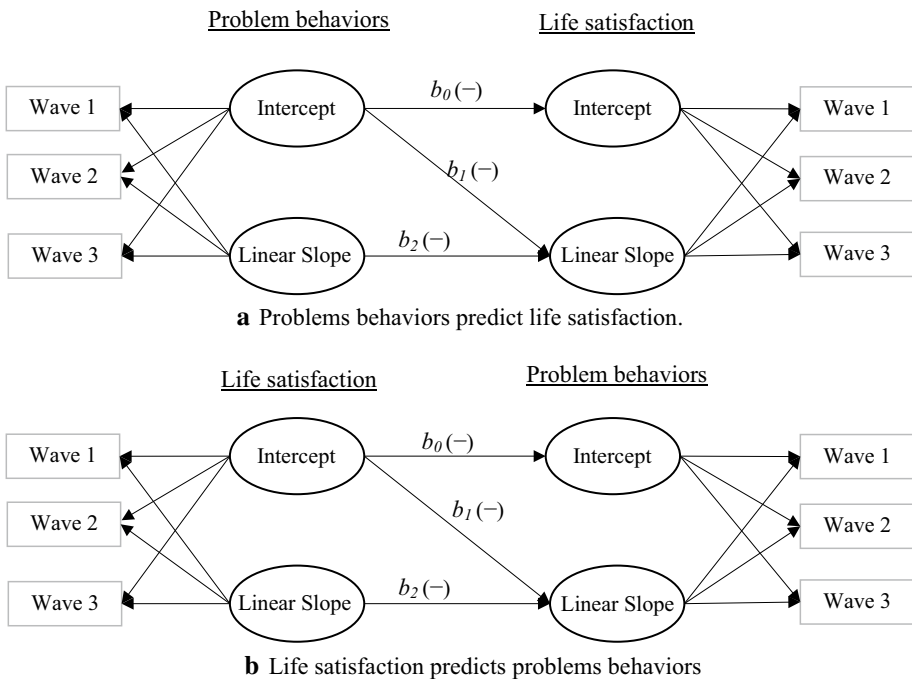 Problem behaviors Life satisfaction
Wave 1 Intercept b0 (−) Intercept Wave 1
Wave 2 b1 (−) Wave 2
Wave 3 Linear Slope b2 (−) Linear Slope Wave 3
a Problems behaviors predict life satisfaction.
Life satisfaction Problem behaviors
Wave 1 Intercept b0 (−) Intercept Wave 1
Wave 2 b1 (−) Wave 2
Wave 3 Linear Slope b2 (−) Linear Slope Wave 3
b Life satisfaction predicts problems behaviors